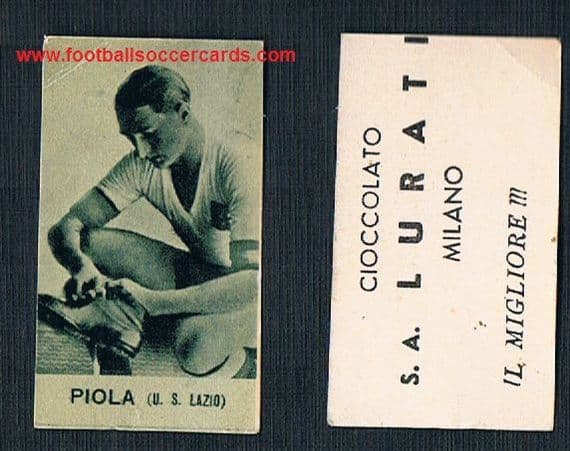 www.footballsoccercards.com
PIOLA (U. S. LAZIO)
CIOCCOLATO
S. A. LURATI
MILANO
IL MIGLIORE !!!